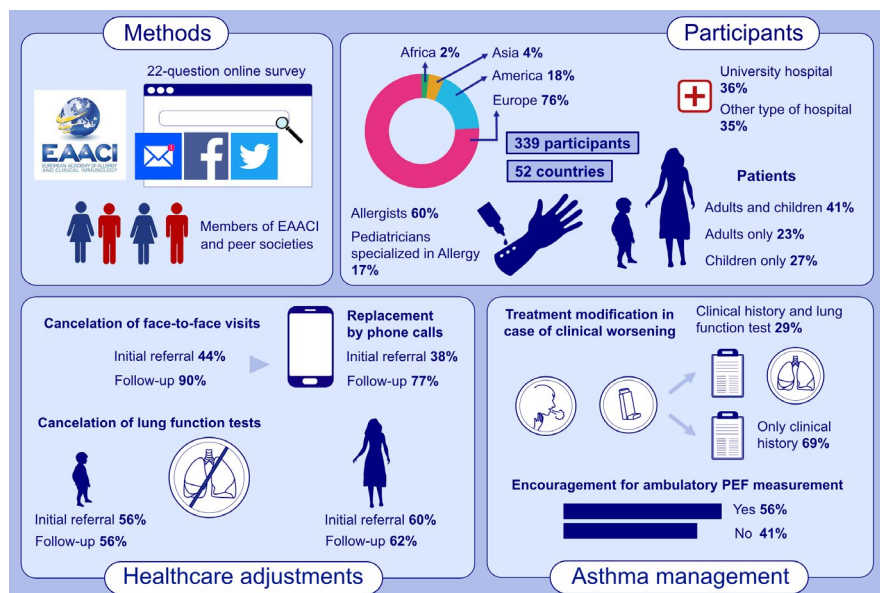 Methods
22-question online survey
EAACI
EUROPEAN ACADEMY OF ALLERGY
AND CLINICAL IMMUNOLOGY
1
f
Members of EAACI
and peer societies
Participants
Africa 2%
Asia 4%
America 18%
Europe 76%
339 participants
52 countries
Allergists 60%
Pediatricians
specialized in Allergy
17%
University hospital
36%
Other type of hospital
35%
Patients
Adults and children 41%
Adults only 23%
Children only 27%
Cancelation of face-to-face visits
Initial referral 44%
Follow-up 90%
Replacement
by phone calls
Initial referral 38%
Follow-up 77%
Cancelation of lung function tests
Initial referral 56%
Follow-up 56%
Initial referral 60%
Follow-up 62%
Healthcare adjustments
Treatment modification in
case of clinical worsening
Clinical history and lung
function test 29%
Only clinical
history 69%
Encouragement for ambulatory PEF measurement
Yes 56%
No 41%
Asthma management